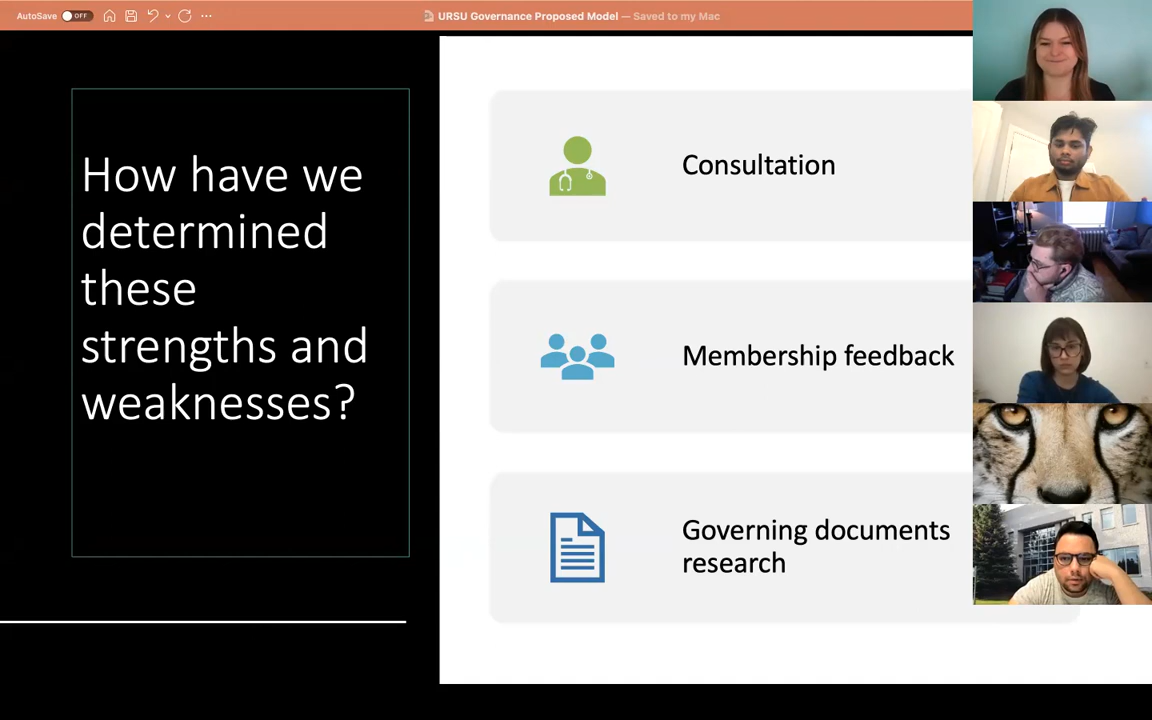 AutoSave OFF
URSU Governance Proposed Model — Saved to my Mac
How have we
determined
these
strengths and
weaknesses?
Consultation
Membership feedback
Governing documents
research